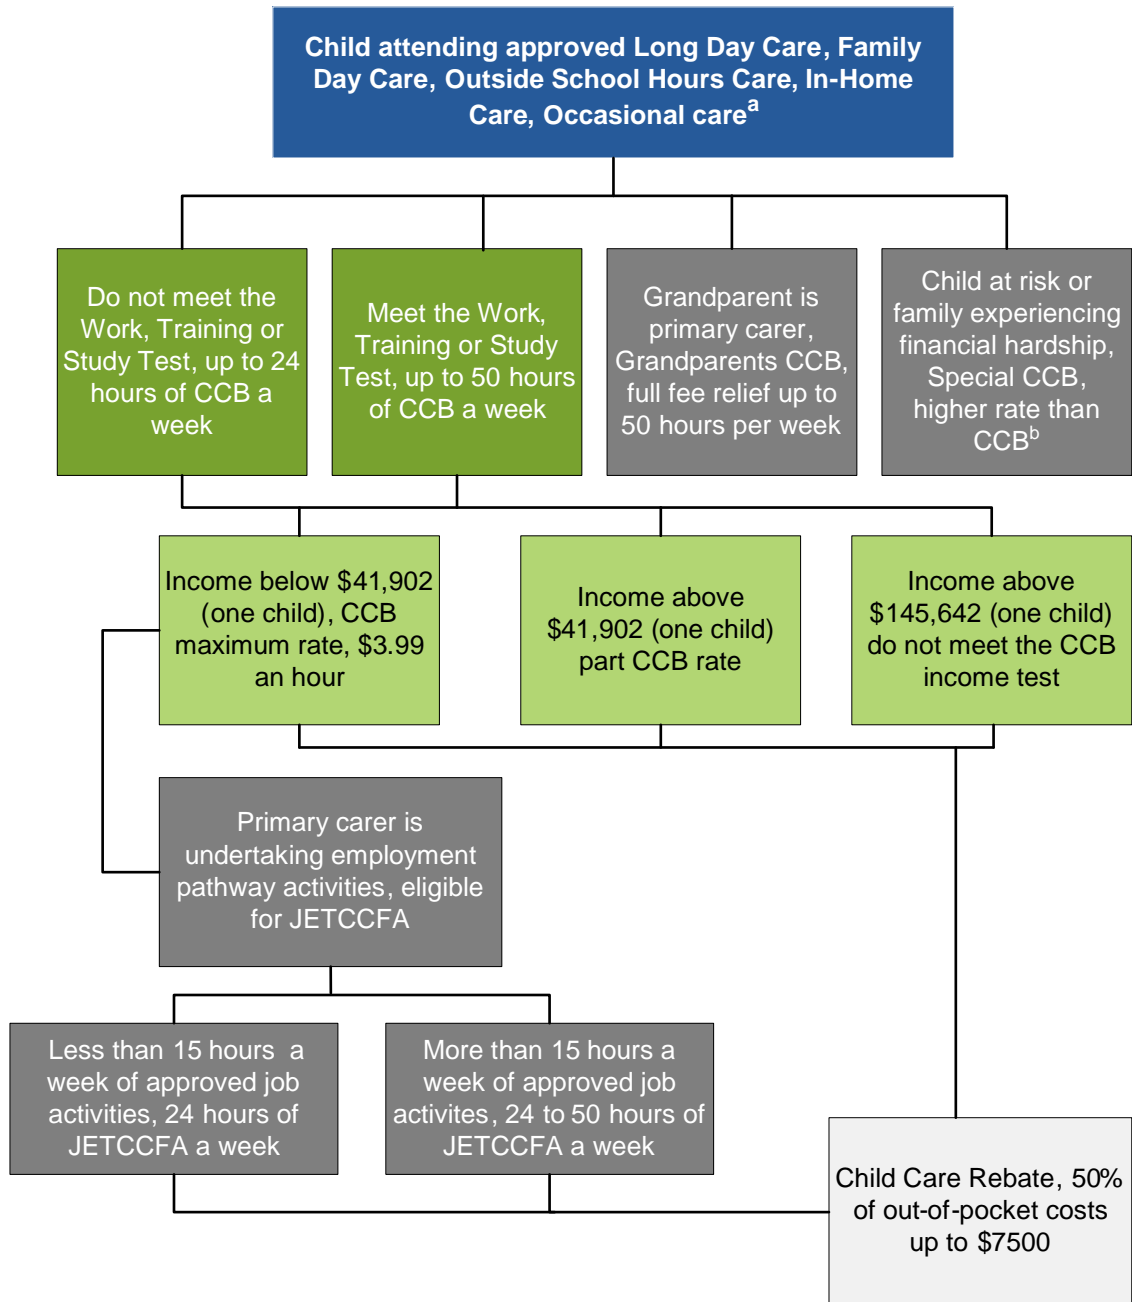 Child attending approved Long Day Care, Family
Day Care, Outside School Hours Care, In-Home
Care, Occasional care^a
Do not meet the
Work, Training or
Study Test, up to 24
hours of CCB a
week
Meet the Work,
Training or Study
Test, up to 50 hours
of CCB a week
Grandparent is
primary carer,
Grandparents CCB,
full fee relief up to
50 hours per week
Child at risk or
family experiencing
financial hardship,
Special CCB,
higher rate than
CCB^b
Income below $41,902
(one child), CCB
maximum rate, $3.99
an hour
Income above
$41,902 (one child)
part CCB rate
Income above
$145,642 (one child)
do not meet the CCB
income test
Primary carer is
undertaking employment
pathway activities, eligible
for JETCCFA
Less than 15 hours a
week of approved job
activities, 24 hours of
JETCCFA a week
More than 15 hours a
week of approved job
activites, 24 to 50 hours of
JETCCFA a week
Child Care Rebate, 50%
of out-of-pocket costs
up to $7500